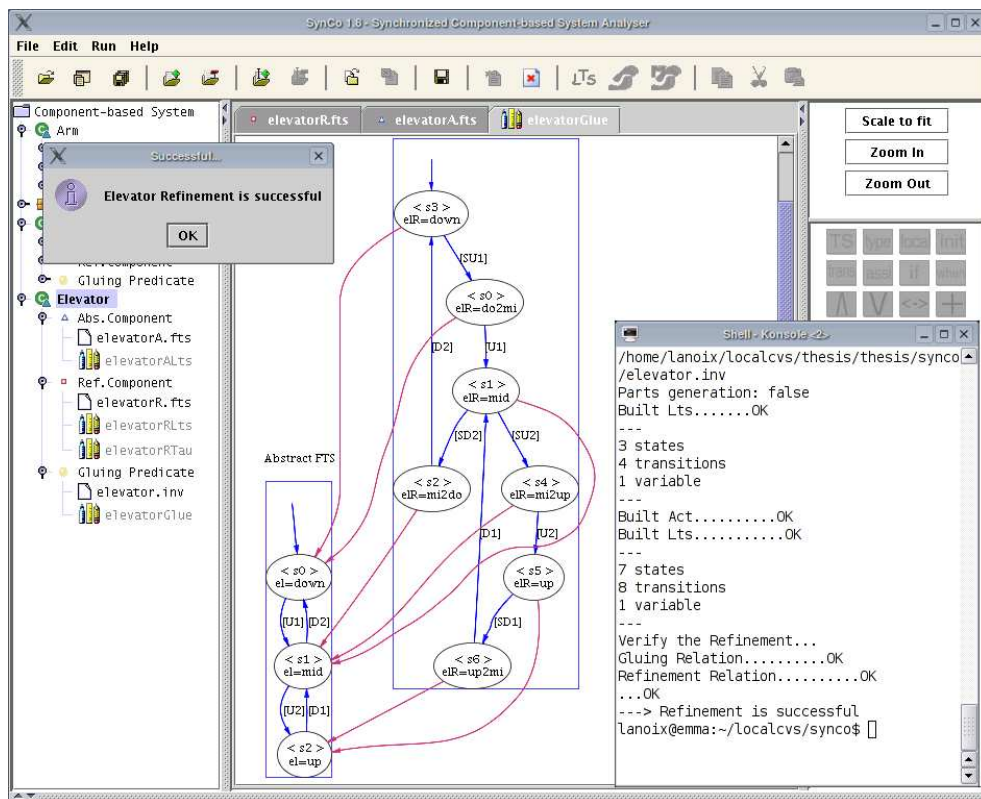 SynCo 1.8 - Synchronized Component-based System Analyser
File Edit Run Help
LTS
Component-based System
Arm
Successful...
Elevator Refinement is successful
OK
Ref.Component
Gluing Predicate
Elevator
Abs.Component
elevatorA.fts
elevatorALts
Ref.Component
elevatorR.fts
elevatorRLts
elevatorRTau
Gluing Predicate
elevator.inv
elevatorGlue
elevatorR.fts
elevatorA.fts
elevatorGlue
< s3 >
elR=down
[SU1]
< s0 >
elR=do2mi
[D2]
[U1]
< s1 >
elR=mid
[SD2]
[SU2]
< s2 >
elR=mi2do
< s4 >
elR=mi2up
[D1]
[U2]
< s5 >
elR=up
[SD1]
< s6 >
elR=up2mi
Abstract FTS
< s0 >
el=down
[U1]
[D2]
< s1 >
el=mid
[U2]
[D1]
< s2 >
el=up
Scale to fit
Zoom In
Zoom Out
TS type local init
trans assi if when
<-> +
Shell - Konsole <2>
/home/lanoix/localcvs/thesis/thesis/synco
/elevator.inv
Parts generation: false
Built Lts.......OK
---
3 states
4 transitions
1 variable
---
Built Act..........OK
Built Lts...........OK
---
7 states
8 transitions
1 variable
---
Verify the Refinement...
Gluing Relation..........OK
Refinement Relation..........OK
...OK
---> Refinement is successful
lanoix@emma:~/localcvs/synco$